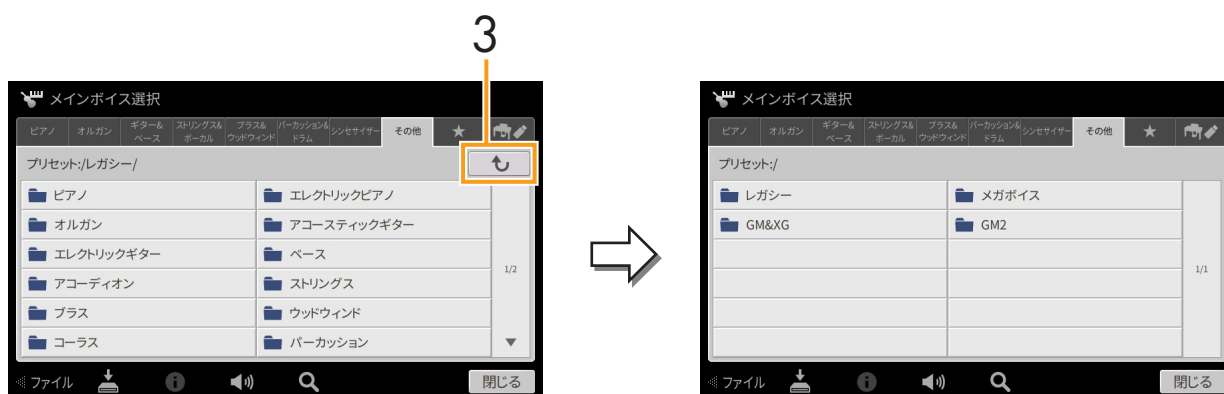 3
メインボイス選択
ピアノ オルガン ギター&ベース ストリングス&ボーカル ブラス&ウッドウィンド パーカッション&ドラム シンセサイザー その他 ★
プリセット:/レガシー/
ピアノ エレクトリックピアノ
オルガン アコースティックギター
エレクトリックギター ベース
アコーディオン ストリングス
ブラス ウッドウィンド
コーラス パーカッション
1/2
ファイル 閉じる
メインボイス選択
ピアノ オルガン ギター&ベース ストリングス&ボーカル ブラス&ウッドウィンド パーカッション&ドラム シンセサイザー その他 ★
プリセット:/
レガシー メガボイス
GM&XG GM2
1/1
ファイル 閉じる